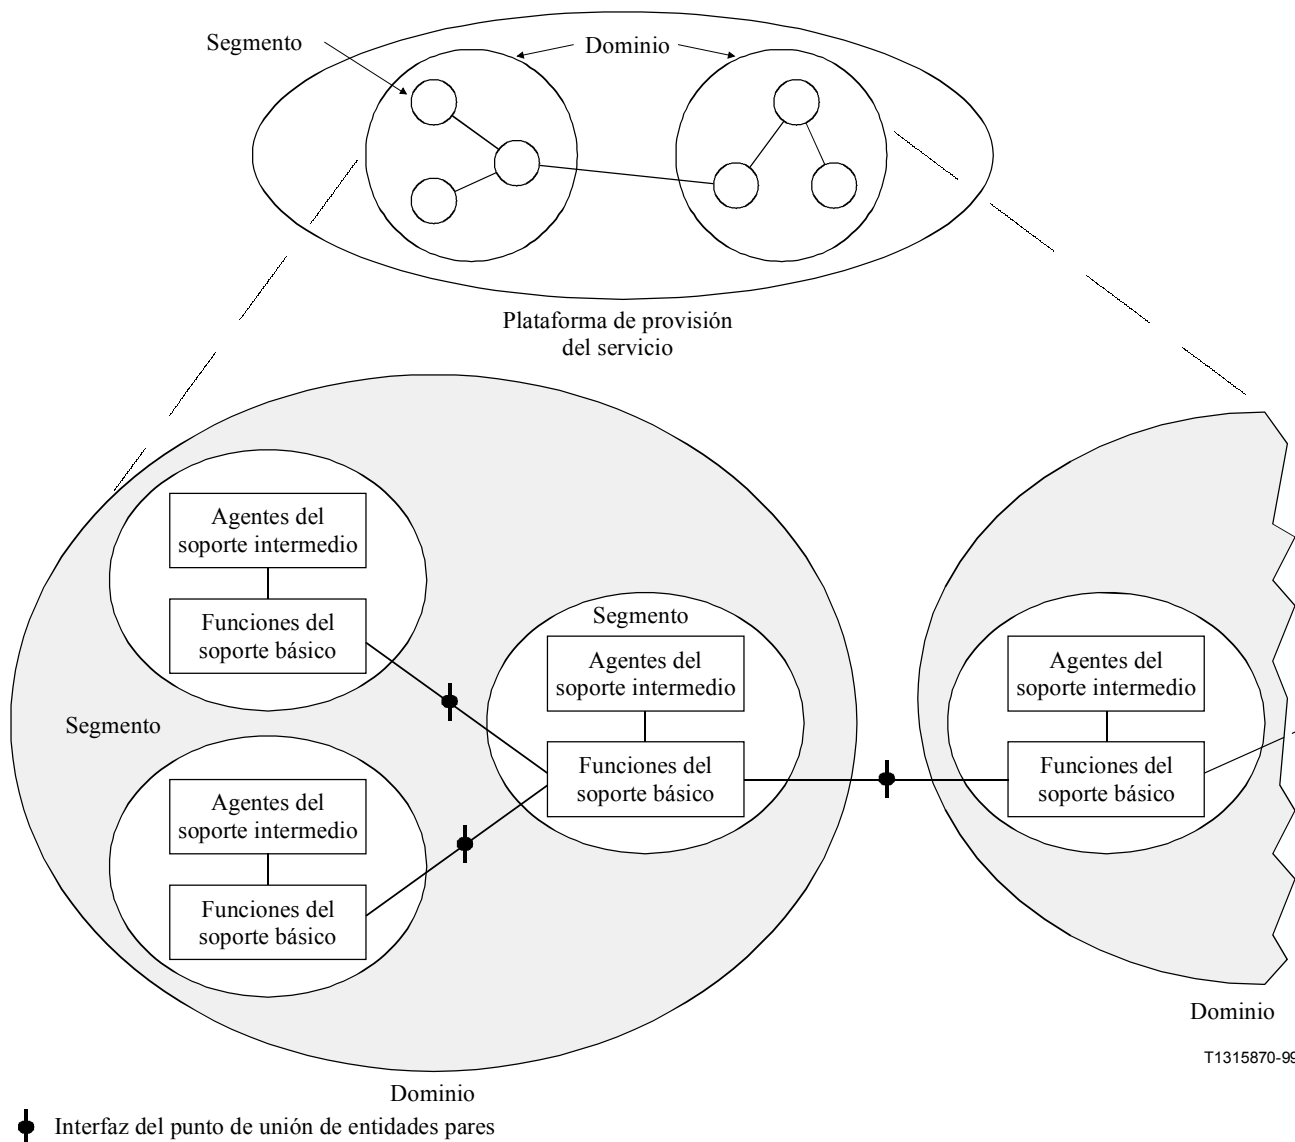 Segmento
Dominio
Plataforma de provisión
del servicio
Agentes del
soporte intermedio
Funciones del
soporte básico
Segmento
Agentes del
soporte intermedio
Funciones del
soporte básico
Segmento
Agentes del
soporte intermedio
Funciones del
soporte básico
Agentes del
soporte intermedio
Funciones del
soporte básico
Dominio
T1315870-99
Dominio
Interfaz del punto de unión de entidades pares